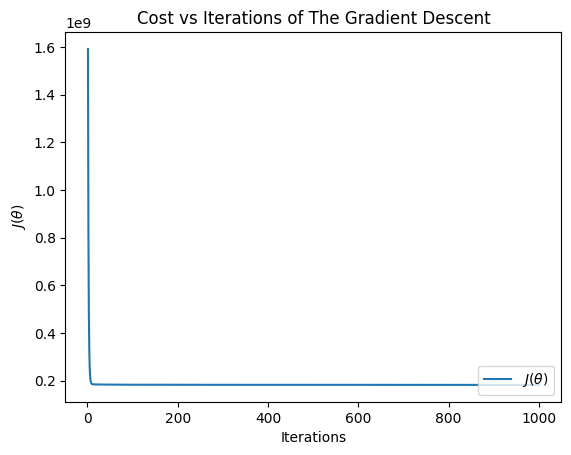 Cost vs Iterations of The Gradient Descent
1e9
1.6
1.4
1.2
1.0
0.8
0.6
0.4
0.2
J(θ)
J(θ)
0 200 400 600 800 1000
Iterations